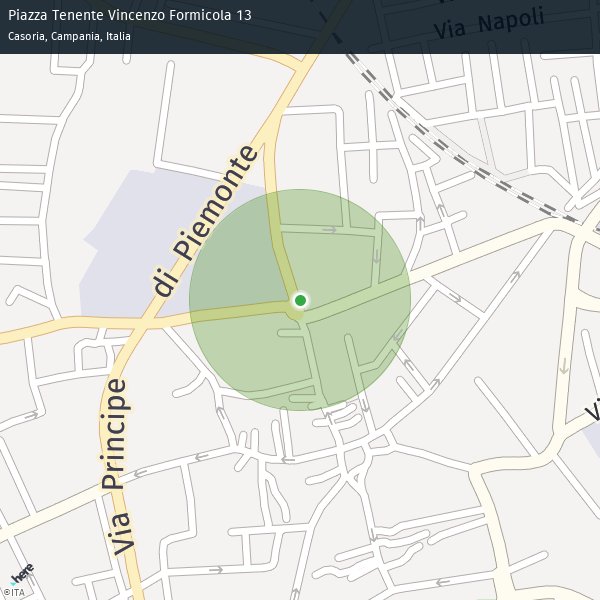 Piazza Tenente Vincenzo Formicola 13
Casoria, Campania, Italia
Via Napoli
Via Principe di Piemonte
here
©ITA